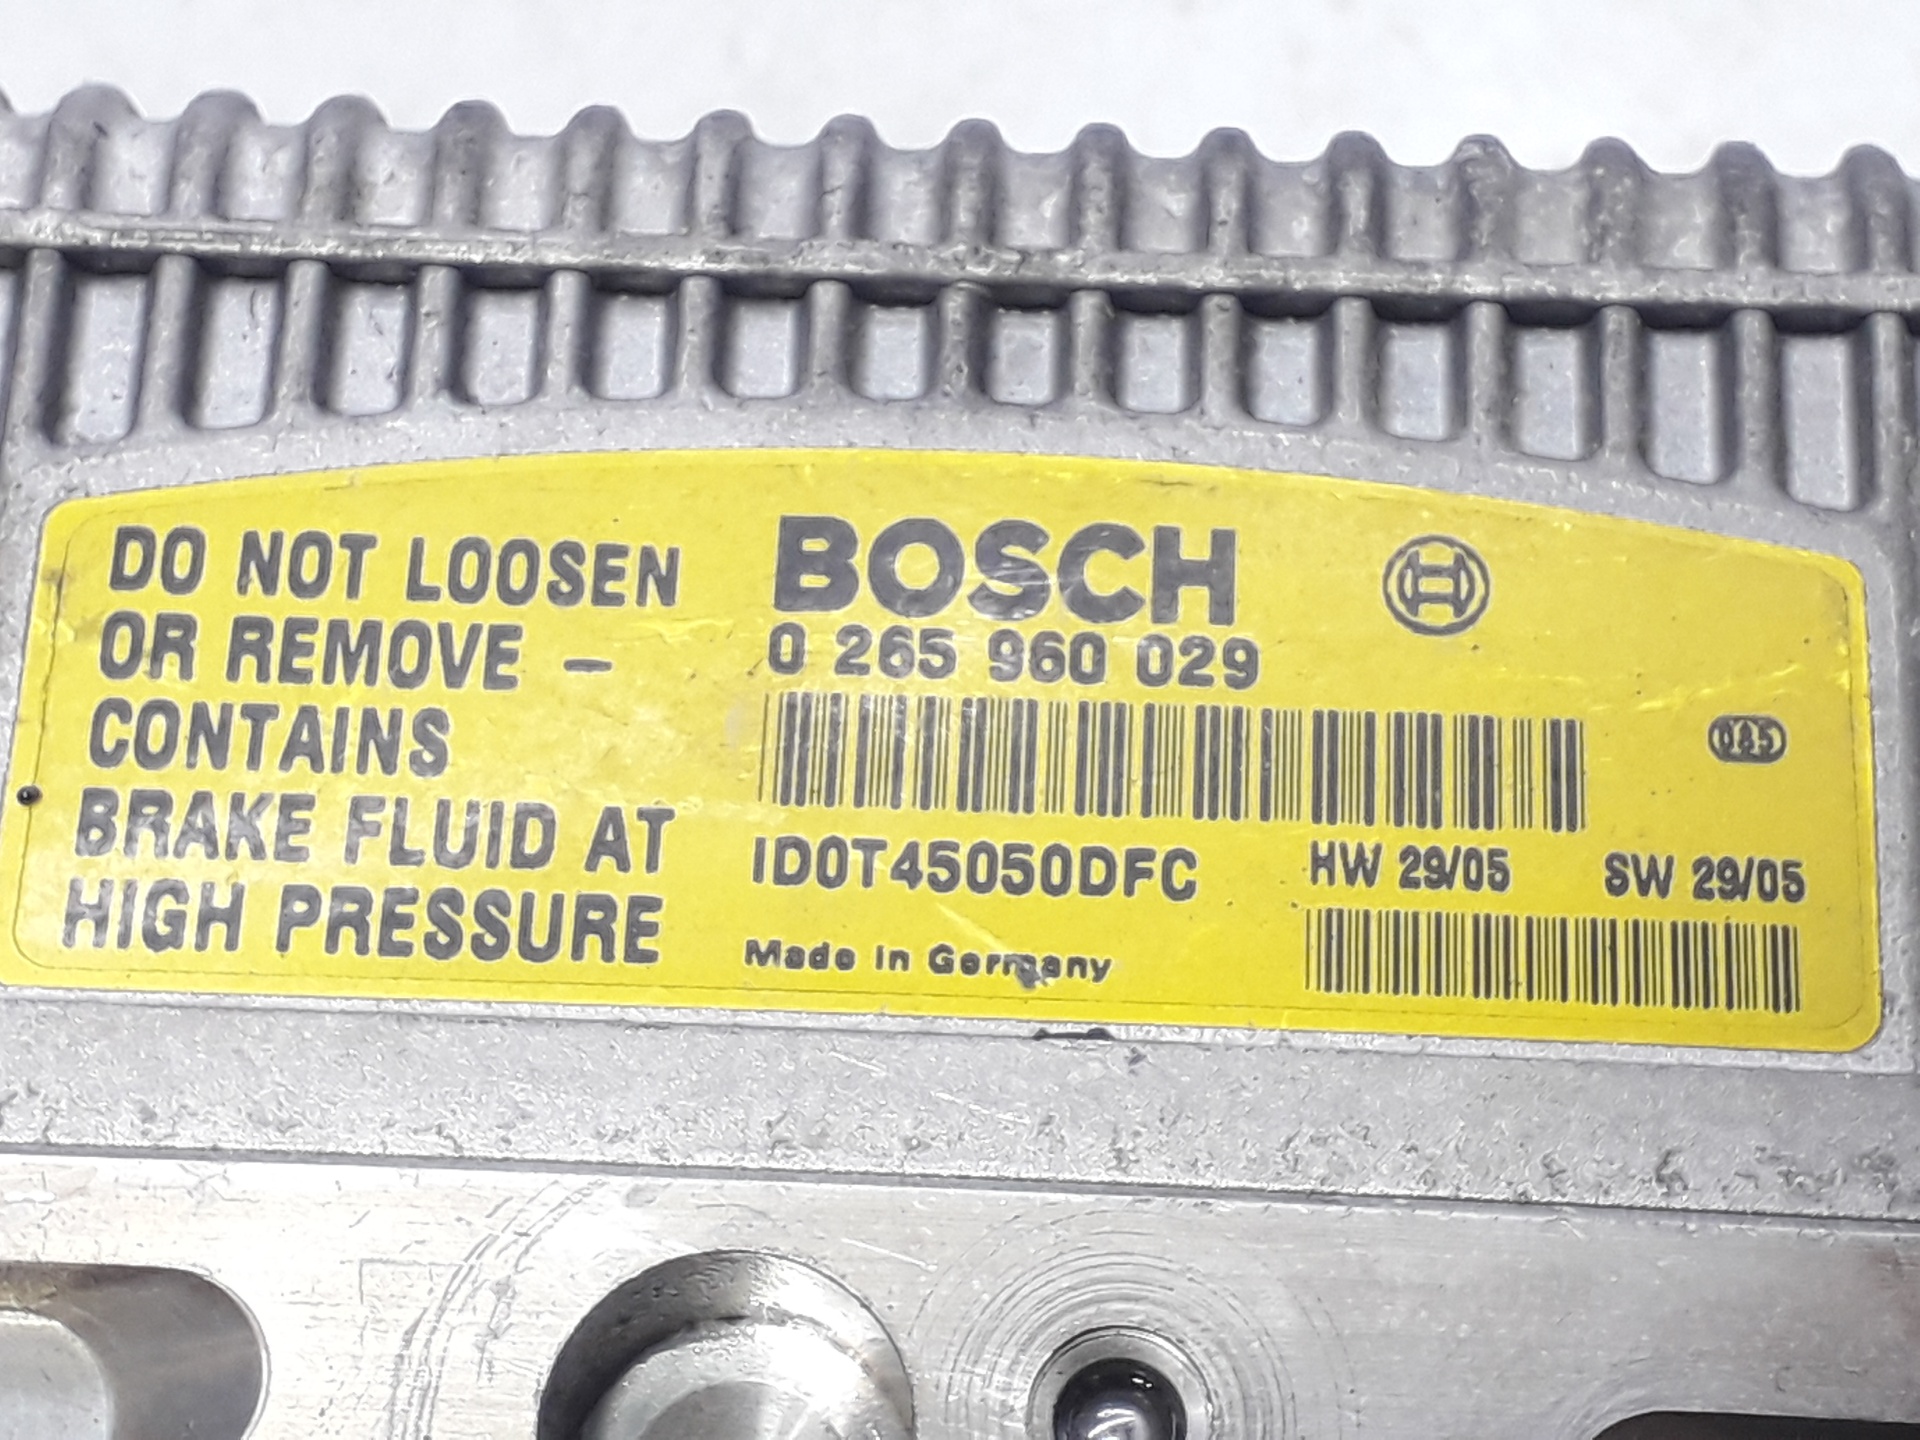 DO NOT LOOSEN
OR REMOVE –
CONTAINS
BRAKE FLUID AT
HIGH PRESSURE
BOSCH
0 265 960 029
ID0T45050DFC
HW 29/05
SW 29/05
Made in Germany